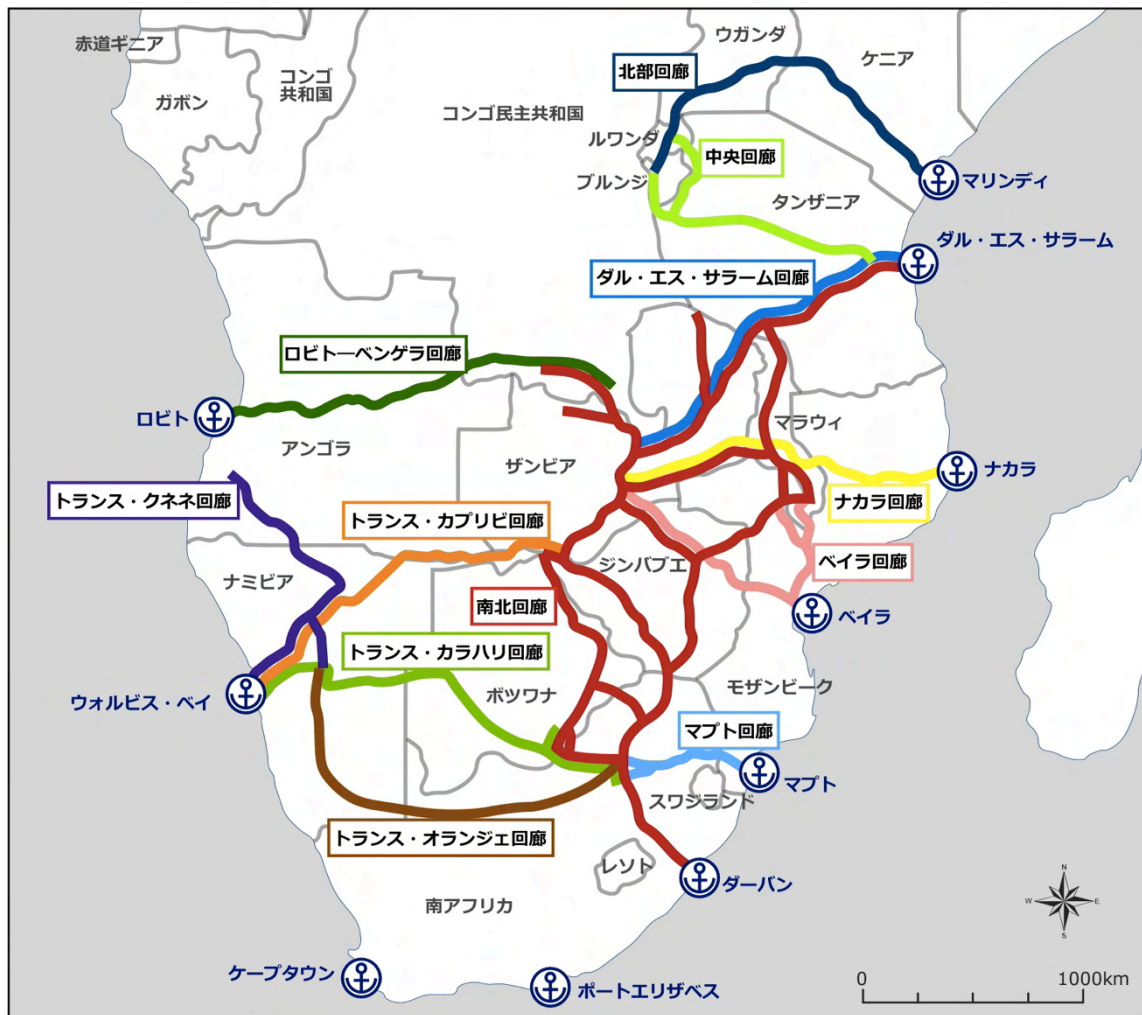 赤道ギニア
ガボン
コンゴ
共和国
コンゴ民主共和国
ウガンダ
ケニア
北部回廊
ルワンダ
中央回廊
ブルンジ
タンザニア
マリンディ
ダル・エス・サラーム
ダル・エス・サラーム回廊
ロビト―ベンゲラ回廊
ロビト
アンゴラ
ザンビア
マラウィ
ナカラ
ナカラ回廊
トランス・クネネ回廊
トランス・カプリビ回廊
ジンバブエ
ベイラ回廊
ナミビア
南北回廊
ベイラ
トランス・カラハリ回廊
ウォルビス・ベイ
ボツワナ
モザンビーク
マプト回廊
マプト
スワジランド
トランス・オランジェ回廊
レソト
ダーバン
南アフリカ
N
W
E
S
ケープタウン
ポートエリザベス
0
1000km